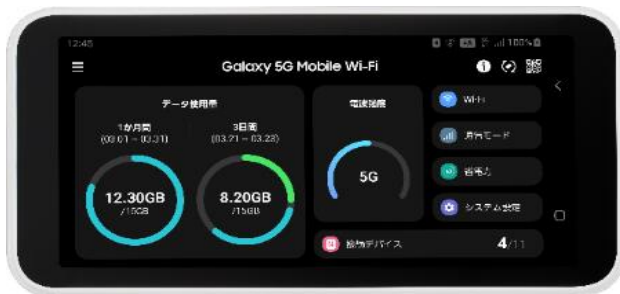 12:45
100%
Galaxy 5G Mobile Wi-Fi
データ使用量
1か月間
(03.01 ~ 03.31)
12.30GB
/15GB
3日間
(03.21 ~ 03.23)
8.20GB
/15GB
電波強度
5G
Wi-Fi
通信モード
省電力
システム設定
接続デバイス
4/11